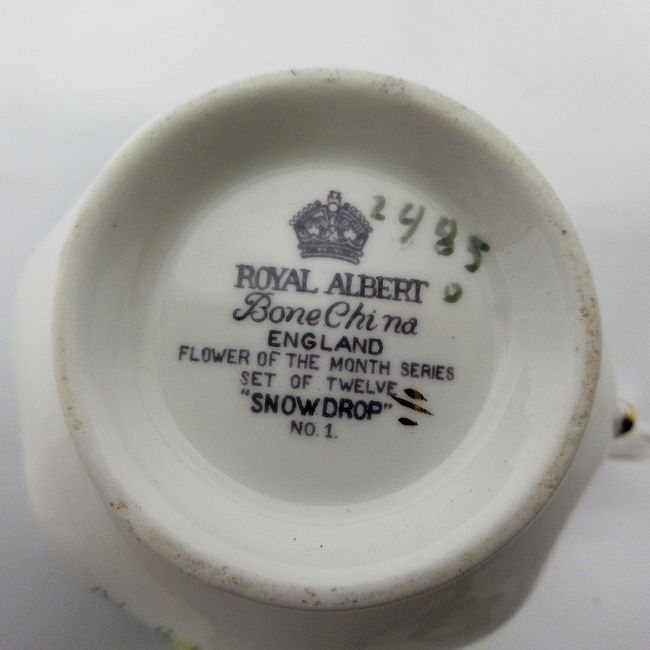 2485
ROYAL ALBERT
Bone China
ENGLAND
FLOWER OF THE MONTH SERIES
SET OF TWELVE
"SNOWDROP"
NO. 1.